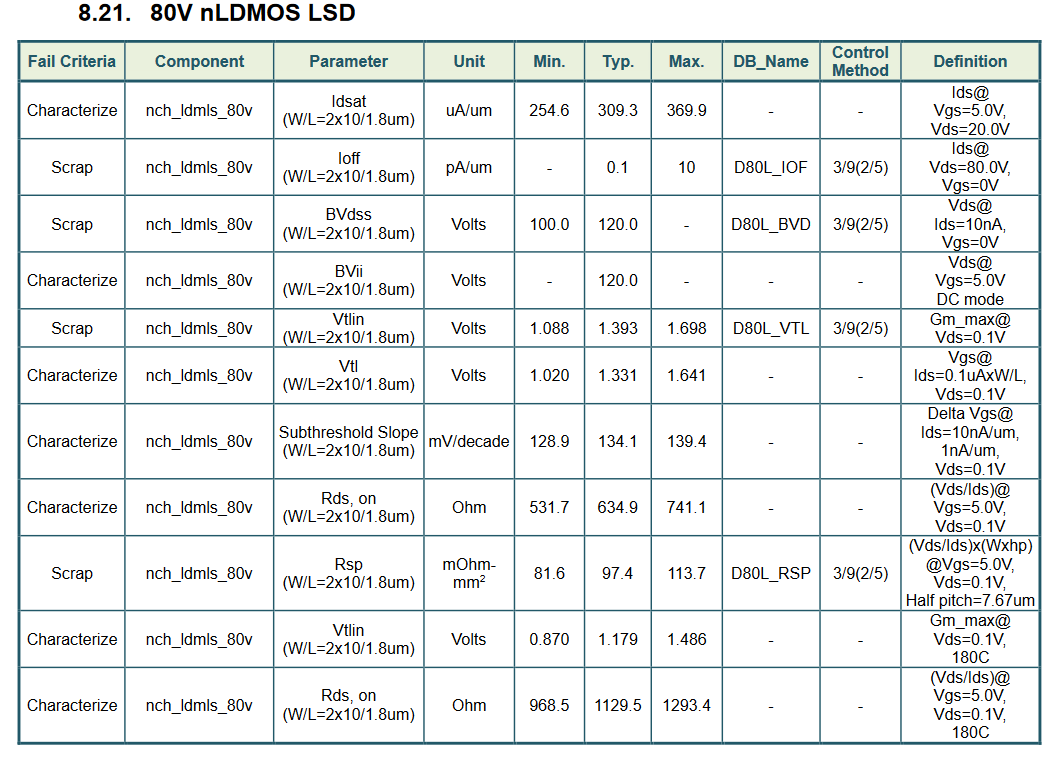 8.21. 80V nLDMOS LSD
Fail Criteria Component Parameter Unit Min. Typ. Max. DB_Name Control Method Definition
Characterize nch_ldmls_80v Idsat (W/L=2x10/1.8um) uA/um 254.6 309.3 369.9 - - Ids@ Vgs=5.0V, Vds=20.0V
Scrap nch_ldmls_80v Ioff (W/L=2x10/1.8um) pA/um - 0.1 10 D80L_IOF 3/9(2/5) Ids@ Vds=80.0V, Vgs=0V
Scrap nch_ldmls_80v BVdss (W/L=2x10/1.8um) Volts 100.0 120.0 - D80L_BVD 3/9(2/5) Vds@ Ids=10nA, Vgs=0V
Characterize nch_ldmls_80v BVii (W/L=2x10/1.8um) Volts - 120.0 - - - Vds@ Vgs=5.0V DC mode
Scrap nch_ldmls_80v Vtlin (W/L=2x10/1.8um) Volts 1.088 1.393 1.698 D80L_VTL 3/9(2/5) Gm_max@ Vds=0.1V
Characterize nch_ldmls_80v Vtl (W/L=2x10/1.8um) Volts 1.020 1.331 1.641 - - Vgs@ Ids=0.1uAxW/L, Vds=0.1V
Characterize nch_ldmls_80v Subthreshold Slope (W/L=2x10/1.8um) mV/decade 128.9 134.1 139.4 - - Delta Vgs@ Ids=10nA/um, 1nA/um, Vds=0.1V
Characterize nch_ldmls_80v Rds, on (W/L=2x10/1.8um) Ohm 531.7 634.9 741.1 - - (Vds/Ids)@ Vgs=5.0V, Vds=0.1V
Scrap nch_ldmls_80v Rsp (W/L=2x10/1.8um) mOhm-mm² 81.6 97.4 113.7 D80L_RSP 3/9(2/5) (Vds/Ids)x(Wxhp) @Vgs=5.0V, Vds=0.1V, Half pitch=7.67um
Characterize nch_ldmls_80v Vtlin (W/L=2x10/1.8um) Volts 0.870 1.179 1.486 - - Gm_max@ Vds=0.1V, 180C
Characterize nch_ldmls_80v Rds, on (W/L=2x10/1.8um) Ohm 968.5 1129.5 1293.4 - - (Vds/Ids)@ Vgs=5.0V, Vds=0.1V, 180C